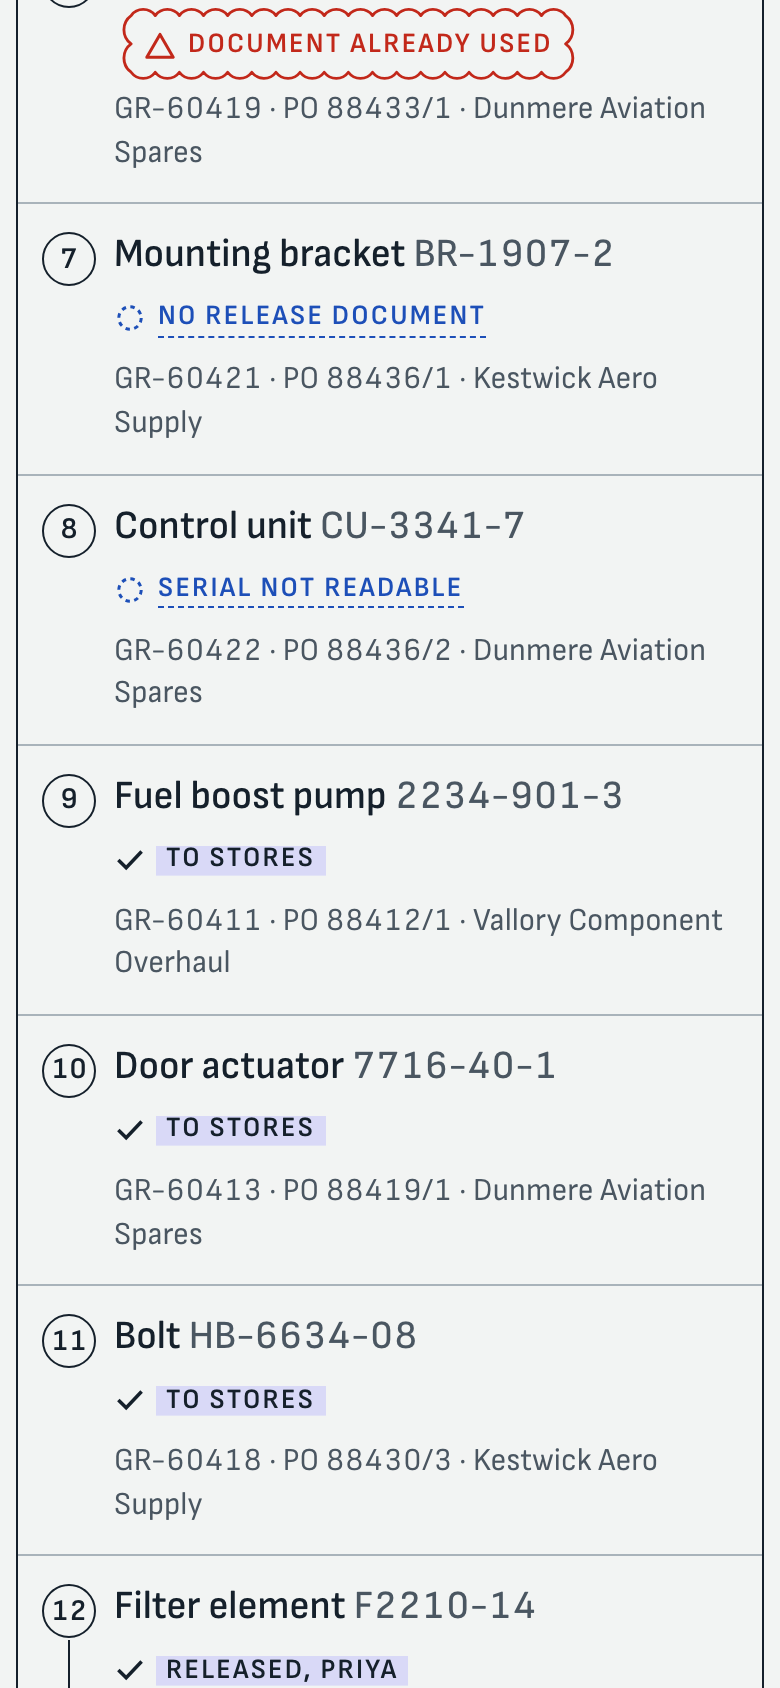 DOCUMENT ALREADY USED
GR-60419 · PO 88433/1 · Dunmere Aviation
Spares
7 Mounting bracket BR-1907-2
NO RELEASE DOCUMENT
GR-60421 · PO 88436/1 · Kestwick Aero
Supply
8 Control unit CU-3341-7
SERIAL NOT READABLE
GR-60422 · PO 88436/2 · Dunmere Aviation
Spares
9 Fuel boost pump 2234-901-3
TO STORES
GR-60411 · PO 88412/1 · Vallory Component
Overhaul
10 Door actuator 7716-40-1
TO STORES
GR-60413 · PO 88419/1 · Dunmere Aviation
Spares
11 Bolt HB-6634-08
TO STORES
GR-60418 · PO 88430/3 · Kestwick Aero
Supply
12 Filter element F2210-14
RELEASED, PRIYA